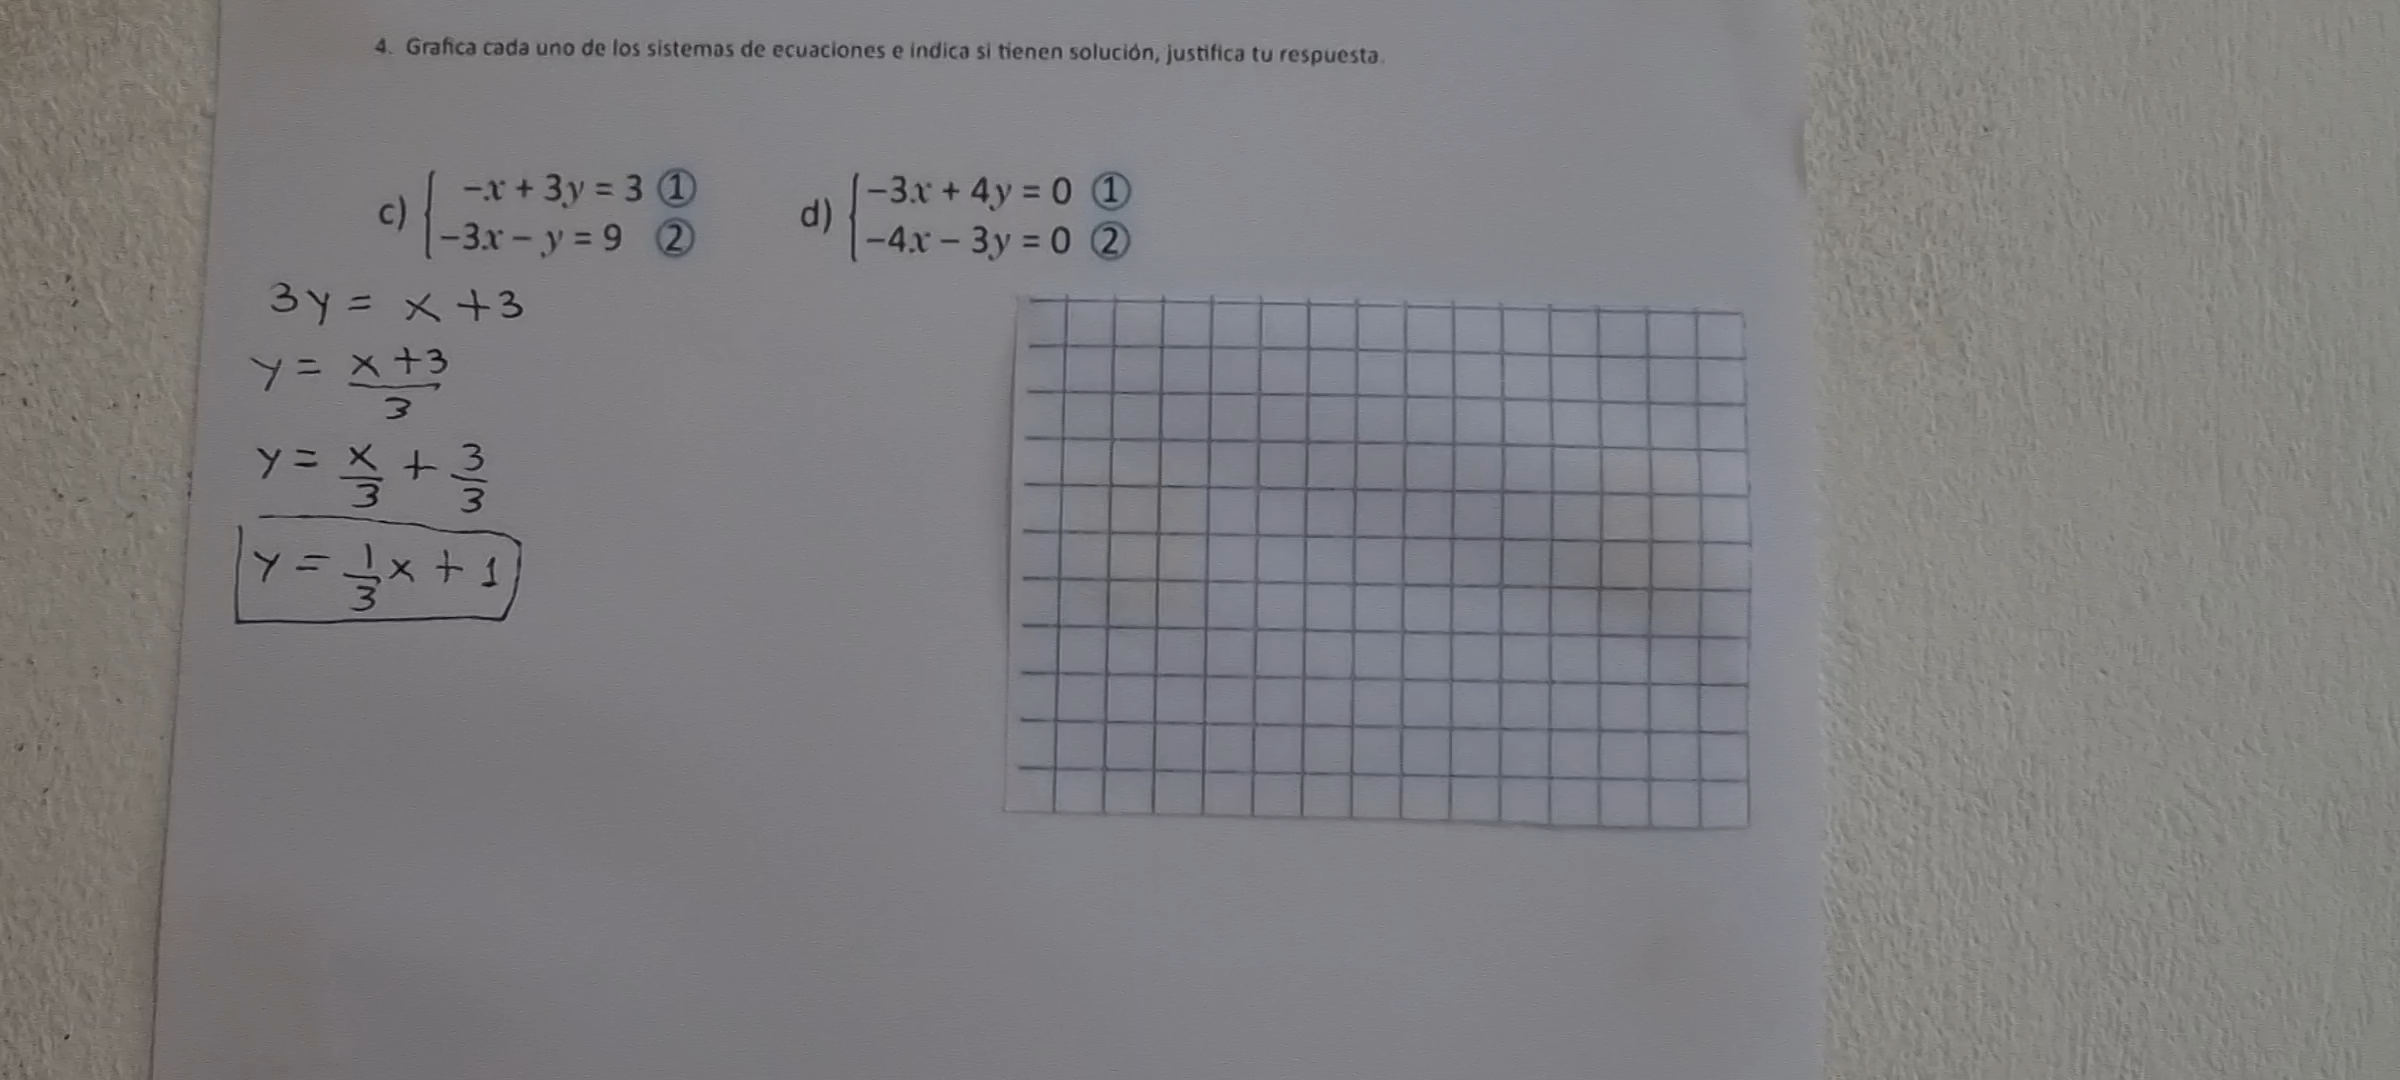 4. Grafica cada uno de los sistemas de ecuaciones e indica si tienen solución, justifica tu respuesta.
c) { -x + 3y = 3 ①
-3x - y = 9 ②
d) { -3x + 4y = 0 ①
-4x - 3y = 0 ②
3y = x + 3
y = x + 3 / 3
y = x/3 + 3/3
y = 1/3 x + 1